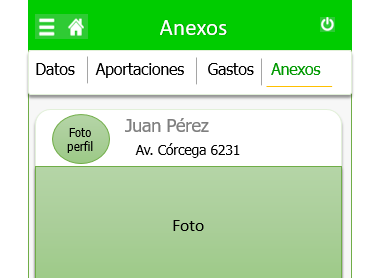 Anexos
Datos Aportaciones Gastos Anexos
Foto perfil
Juan Pérez
Av. Córcega 6231
Foto